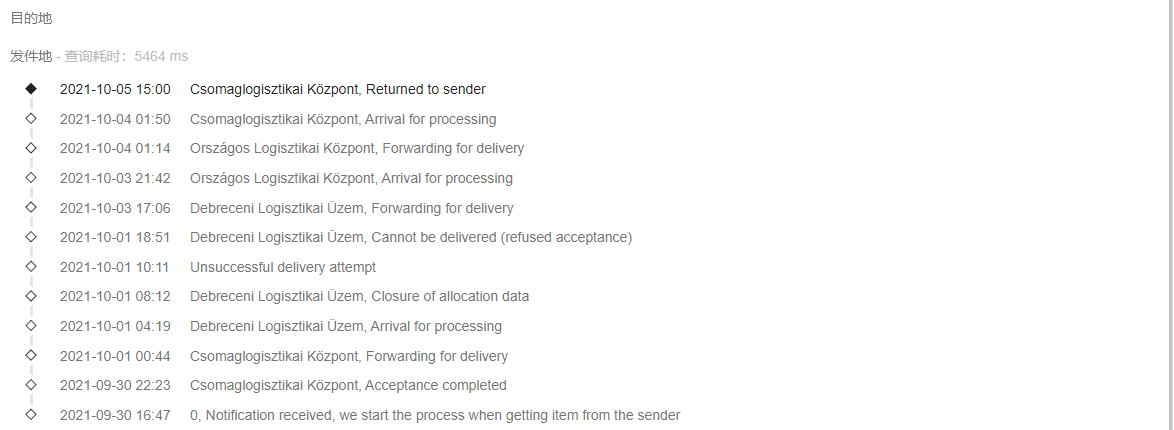 目的地
发件地 - 查询耗时：5464 ms
2021-10-05 15:00 Csomaglogisztikai Központ, Returned to sender
2021-10-04 01:50 Csomaglogisztikai Központ, Arrival for processing
2021-10-04 01:14 Országos Logisztikai Központ, Forwarding for delivery
2021-10-03 21:42 Országos Logisztikai Központ, Arrival for processing
2021-10-03 17:06 Debreceni Logisztikai Üzem, Forwarding for delivery
2021-10-01 18:51 Debreceni Logisztikai Üzem, Cannot be delivered (refused acceptance)
2021-10-01 10:11 Unsuccessful delivery attempt
2021-10-01 08:12 Debreceni Logisztikai Üzem, Closure of allocation data
2021-10-01 04:19 Debreceni Logisztikai Üzem, Arrival for processing
2021-10-01 00:44 Csomaglogisztikai Központ, Forwarding for delivery
2021-09-30 22:23 Csomaglogisztikai Központ, Acceptance completed
2021-09-30 16:47 0, Notification received, we start the process when getting item from the sender